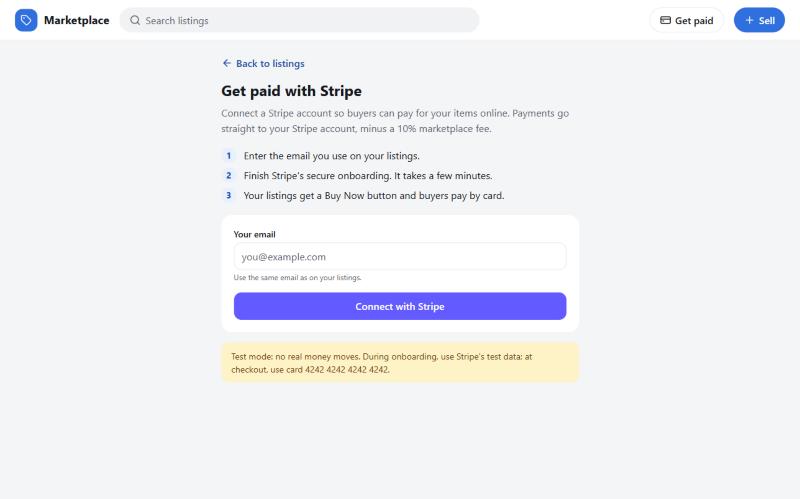 Marketplace
Search listings
Get paid
Sell
Back to listings
Get paid with Stripe
Connect a Stripe account so buyers can pay for your items online. Payments go
straight to your Stripe account, minus a 10% marketplace fee.
1 Enter the email you use on your listings.
2 Finish Stripe's secure onboarding. It takes a few minutes.
3 Your listings get a Buy Now button and buyers pay by card.
Your email
you@example.com
Use the same email as on your listings.
Connect with Stripe
Test mode: no real money moves. During onboarding, use Stripe's test data; at
checkout, use card 4242 4242 4242 4242.